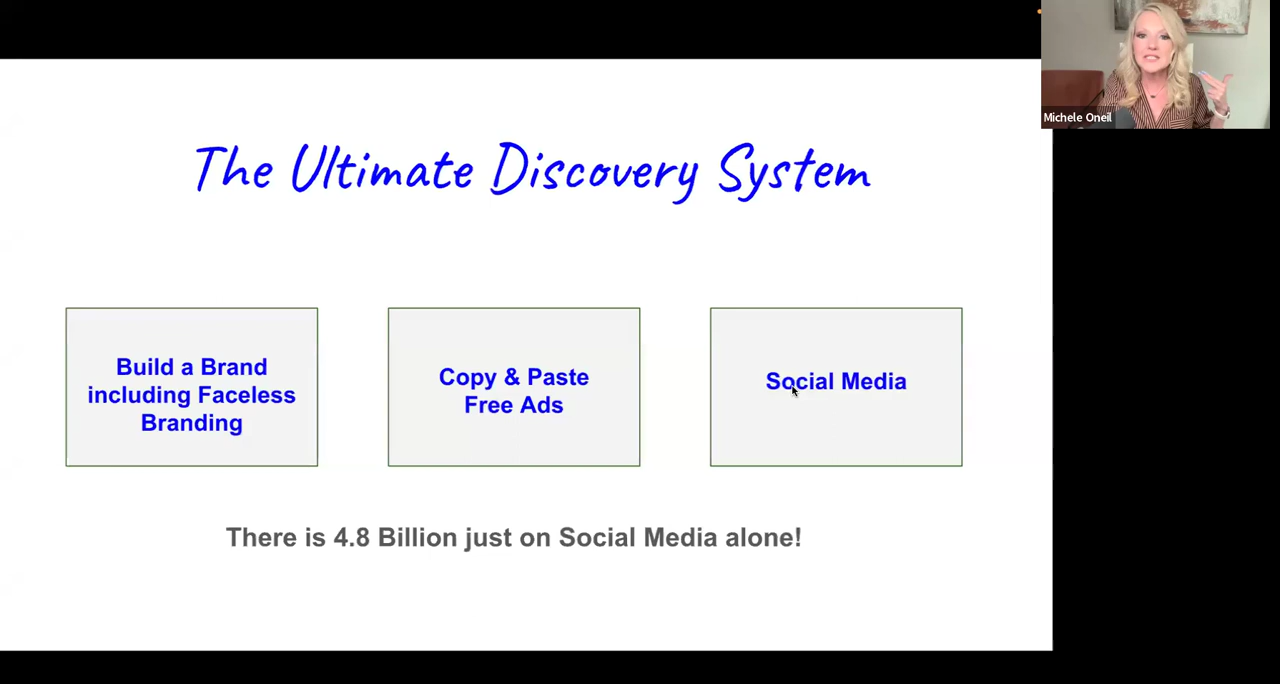 Michele Oneil
The Ultimate Discovery System
Build a Brand
including Faceless
Branding
Copy & Paste
Free Ads
Social Media
There is 4.8 Billion just on Social Media alone!